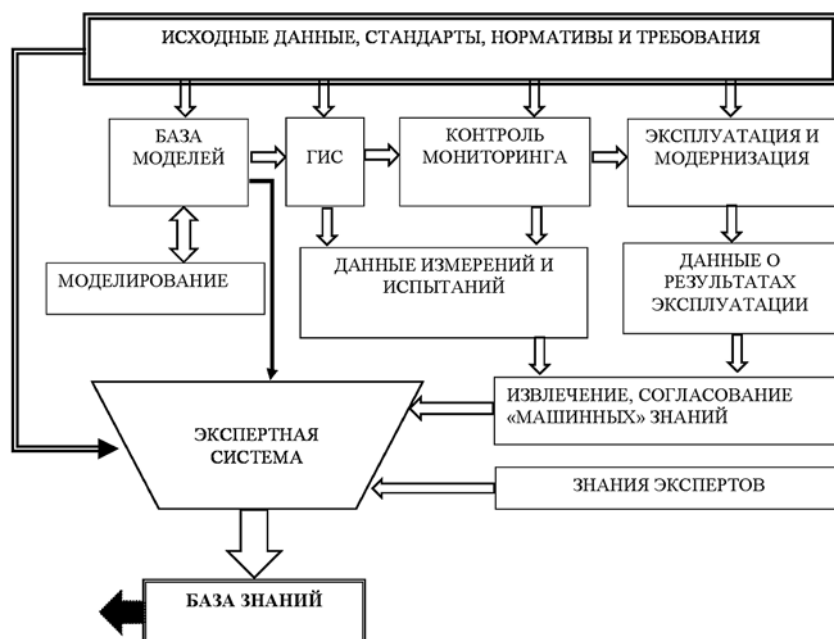 ИСХОДНЫЕ ДАННЫЕ, СТАНДАРТЫ, НОРМАТИВЫ И ТРЕБОВАНИЯ
БАЗА
МОДЕЛЕЙ
ГИС
КОНТРОЛЬ
МОНИТОРИНГА
ЭКСПЛУАТАЦИЯ И
МОДЕРНИЗАЦИЯ
МОДЕЛИРОВАНИЕ
ДАННЫЕ ИЗМЕРЕНИЙ И
ИСПЫТАНИЙ
ДАННЫЕ О
РЕЗУЛЬТАТАХ
ЭКСПЛУАТАЦИИ
ЭКСПЕРТНАЯ
СИСТЕМА
ИЗВЛЕЧЕНИЕ, СОГЛАСОВАНИЕ
«МАШИННЫХ» ЗНАНИЙ
ЗНАНИЯ ЭКСПЕРТОВ
БАЗА ЗНАНИЙ